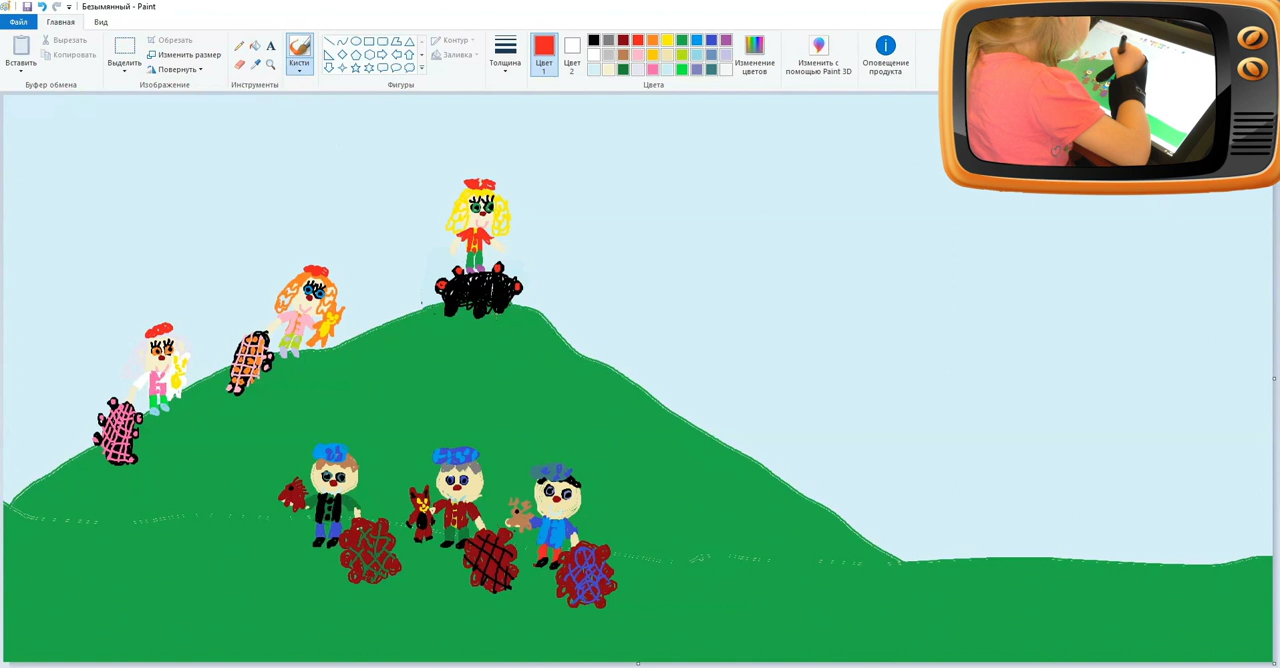 Безымянный - Paint
Файл Главная Вид
Вставить
Вырезать
Копировать
Буфер обмена
Выделить
Обрезать
Изменить размер
Повернуть
Изображение
A
Инструменты
Кисти
Контур
Заливка
Фигуры
Толщина
Цвет 1
Цвет 2
Изменение цветов
Цвета
Изменить с помощью Paint 3D
Оповещение продукта